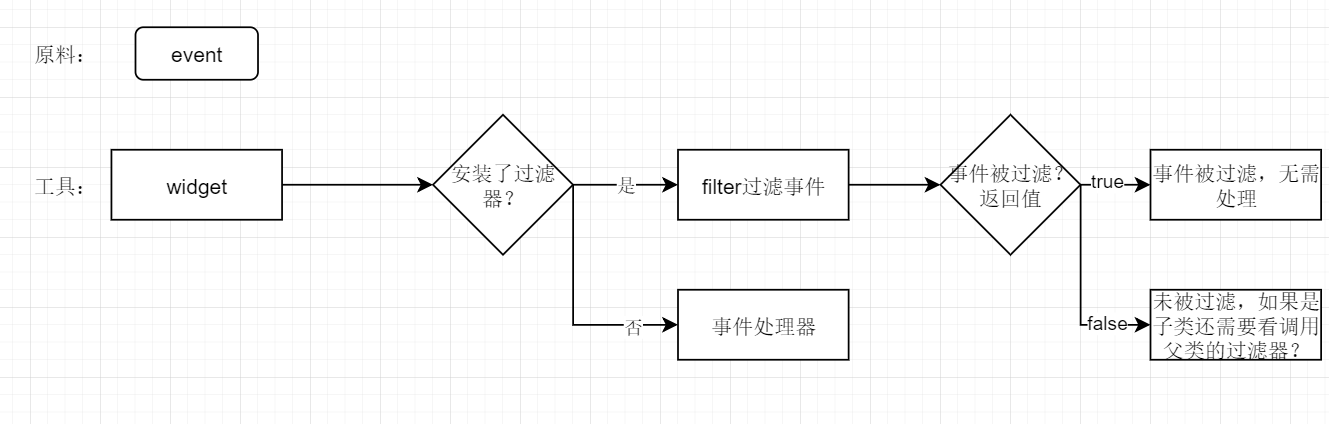 原料：
event
工具：
widget
安装了过滤
器？
是
filter过滤事件
事件被过滤？
返回值
true
事件被过滤，无需
处理
否
事件处理器
false
未被过滤，如果是
子类还需要看调用
父类的过滤器？